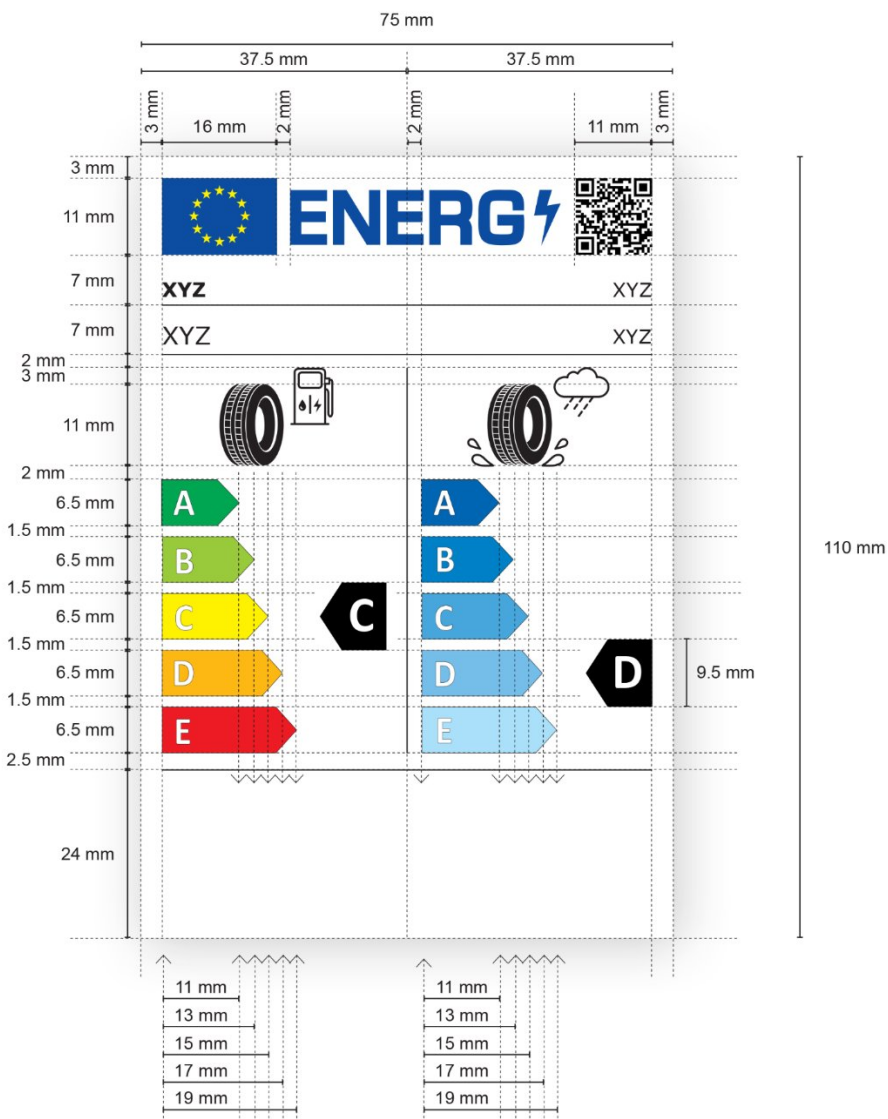 75 mm
37.5 mm 37.5 mm
3 mm 16 mm 2 mm 2 mm 11 mm 3 mm
3 mm
11 mm ENERG
7 mm XYZ XYZ
7 mm XYZ XYZ
2 mm
3 mm
11 mm
2 mm
6.5 mm A A
1.5 mm
6.5 mm B B 110 mm
1.5 mm
6.5 mm C C C
1.5 mm
6.5 mm D D D 9.5 mm
1.5 mm
6.5 mm E E
2.5 mm
24 mm
11 mm 11 mm
13 mm 13 mm
15 mm 15 mm
17 mm 17 mm
19 mm 19 mm